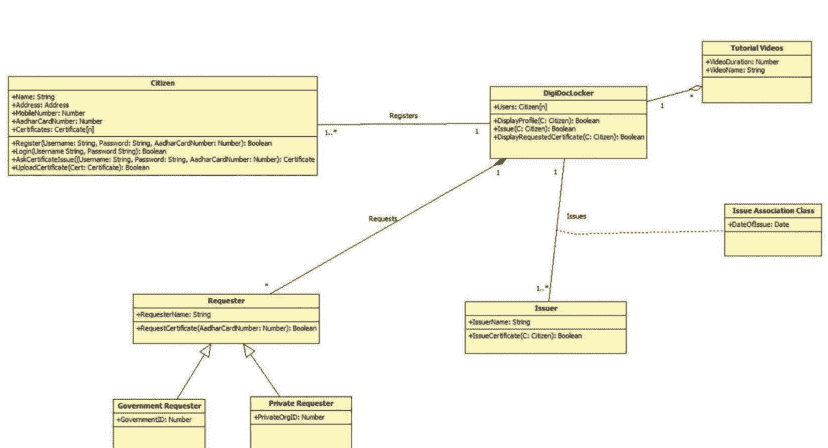 Tutorial Videos
+VideoDuration: Number
+VideoName: String
Citizen
+Name: String
+Address: Address
+MobileNumber: Number
+AadharCardNumber: Number
+Certificates: Certificate[n]
+Register(Username: String, Password: String, AadharCardNumber: Number): Boolean
+Login(Username String, Password String): Boolean
+AskCertificateIssue((Username: String, Password: String, AadharCardNumber: Number): Certificate
+UploadCertificate(Cert: Certificate): Boolean
Registers
1..*
1
DigiDocLocker
+Users: Citizen[n]
+DisplayProfile(C: Citizen): Boolean
+Issue(C: Citizen): Boolean
+DisplayRequestedCertificate(C: Citizen): Boolean
1
*
1
1
Requests
Issues
Issue Association Class
+DateOfIssue: Date
*
1..*
Requester
+RequesterName: String
+RequestCertificate(AadharCardNumber: Number): Boolean
Issuer
+IssuerName: String
+IssueCertificate(C: Citizen): Boolean
Government Requester
+GovernmentID: Number
Private Requester
+PrivateOrgID: Number